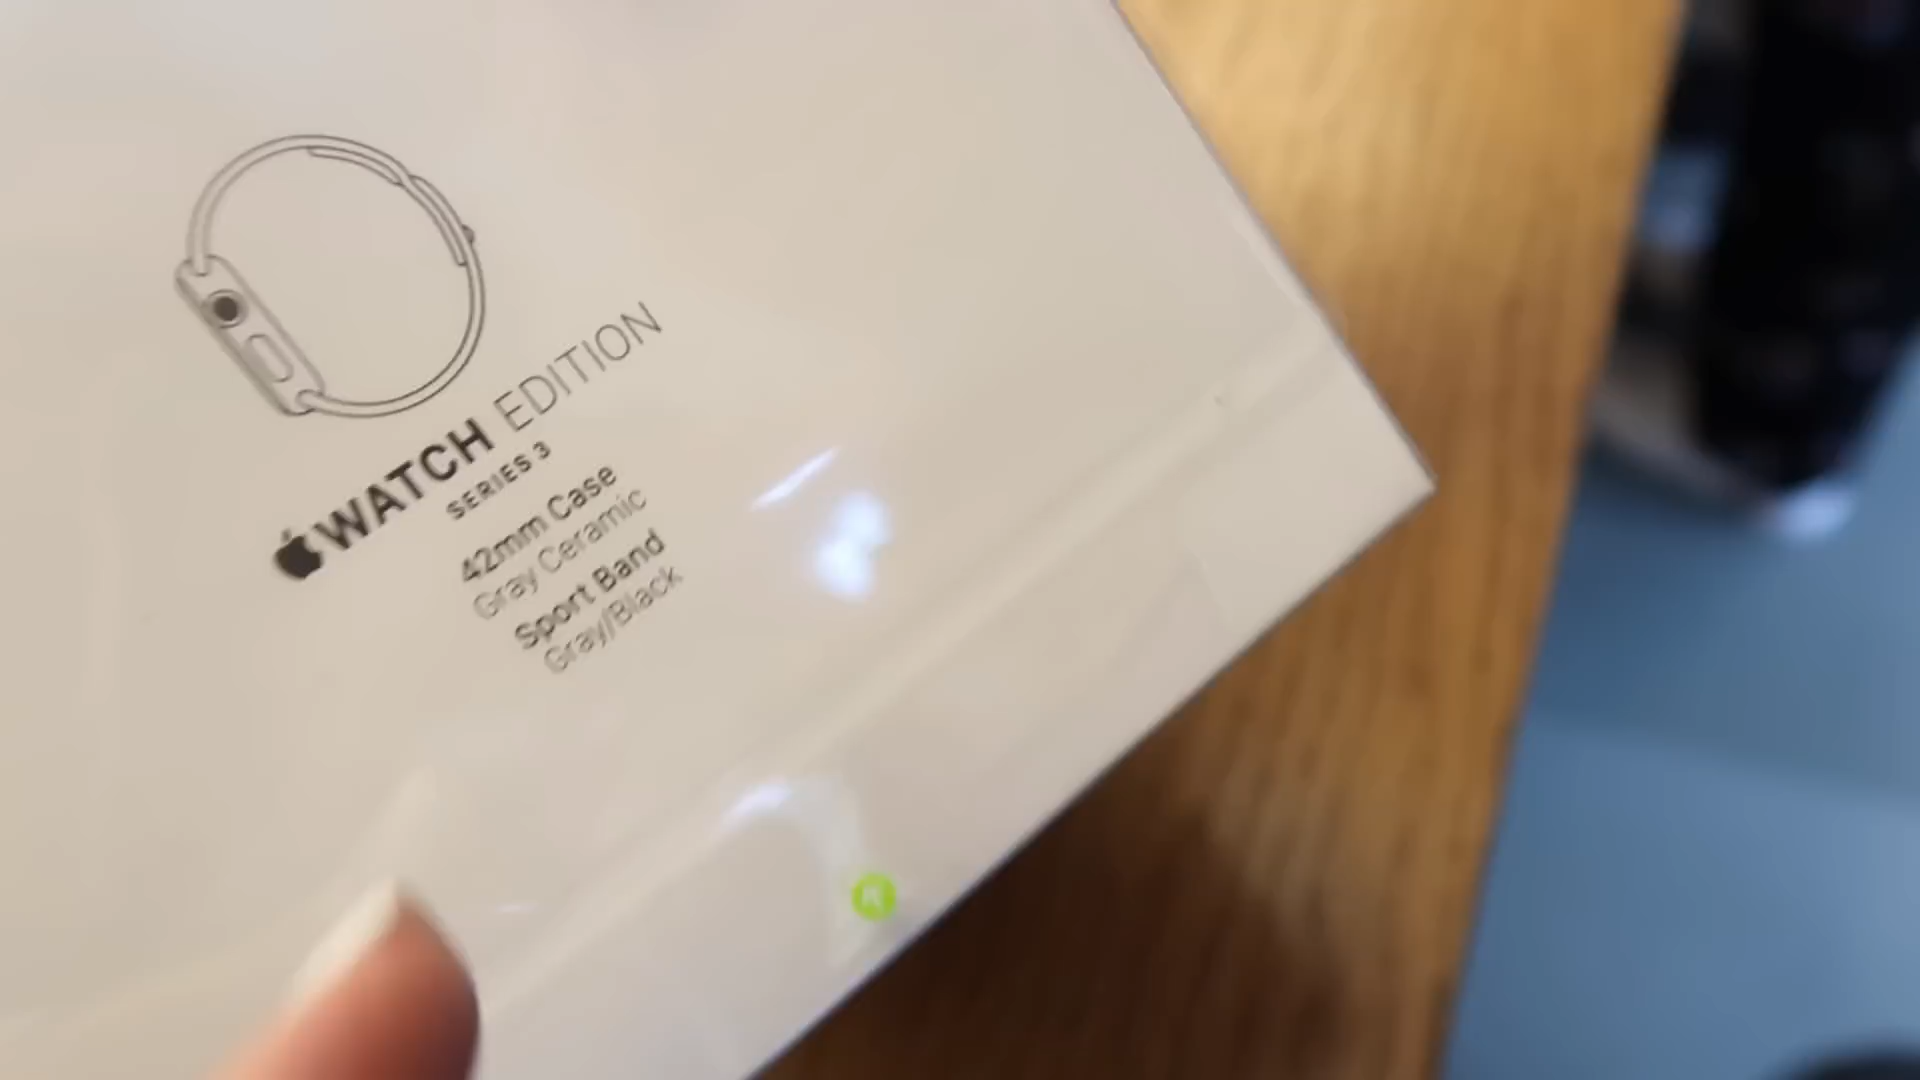 WATCH EDITION
SERIES 3
42mm Case
Gray Ceramic
Sport Band
Gray/Black
R